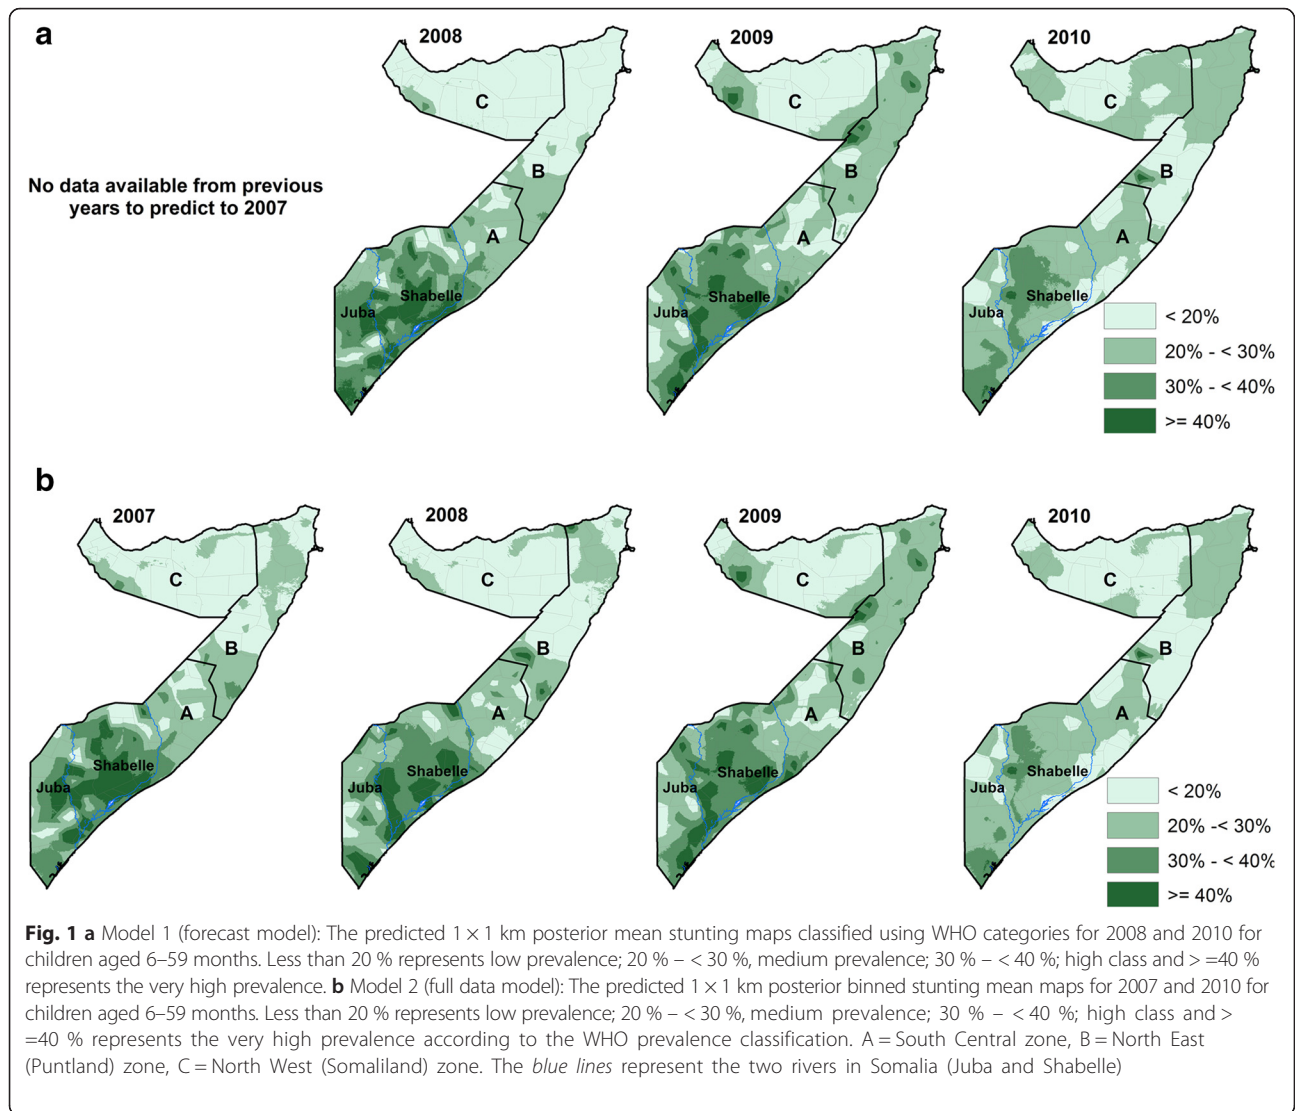 a
2008
2009
2010
C
C
C
No data available from previous
years to predict to 2007
B
B
B
A
A
A
Shabelle
Shabelle
Shabelle
Juba
Juba
Juba
< 20%
20% - < 30%
30% - < 40%
>= 40%
b
2007
2008
2009
2010
C
C
C
C
B
B
B
B
A
A
A
A
Shabelle
Shabelle
Shabelle
Shabelle
Juba
Juba
Juba
Juba
< 20%
20% -< 30%
30% - < 40%
>= 40%
Fig. 1 a Model 1 (forecast model): The predicted 1 × 1 km posterior mean stunting maps classified using WHO categories for 2008 and 2010 for
children aged 6–59 months. Less than 20 % represents low prevalence; 20 % – < 30 %, medium prevalence; 30 % – < 40 %; high class and > =40 %
represents the very high prevalence. b Model 2 (full data model): The predicted 1 × 1 km posterior binned stunting mean maps for 2007 and 2010 for
children aged 6–59 months. Less than 20 % represents low prevalence; 20 % – < 30 %, medium prevalence; 30 % – < 40 %; high class and >
=40 % represents the very high prevalence according to the WHO prevalence classification. A = South Central zone, B = North East
(Puntland) zone, C = North West (Somaliland) zone. The blue lines represent the two rivers in Somalia (Juba and Shabelle)